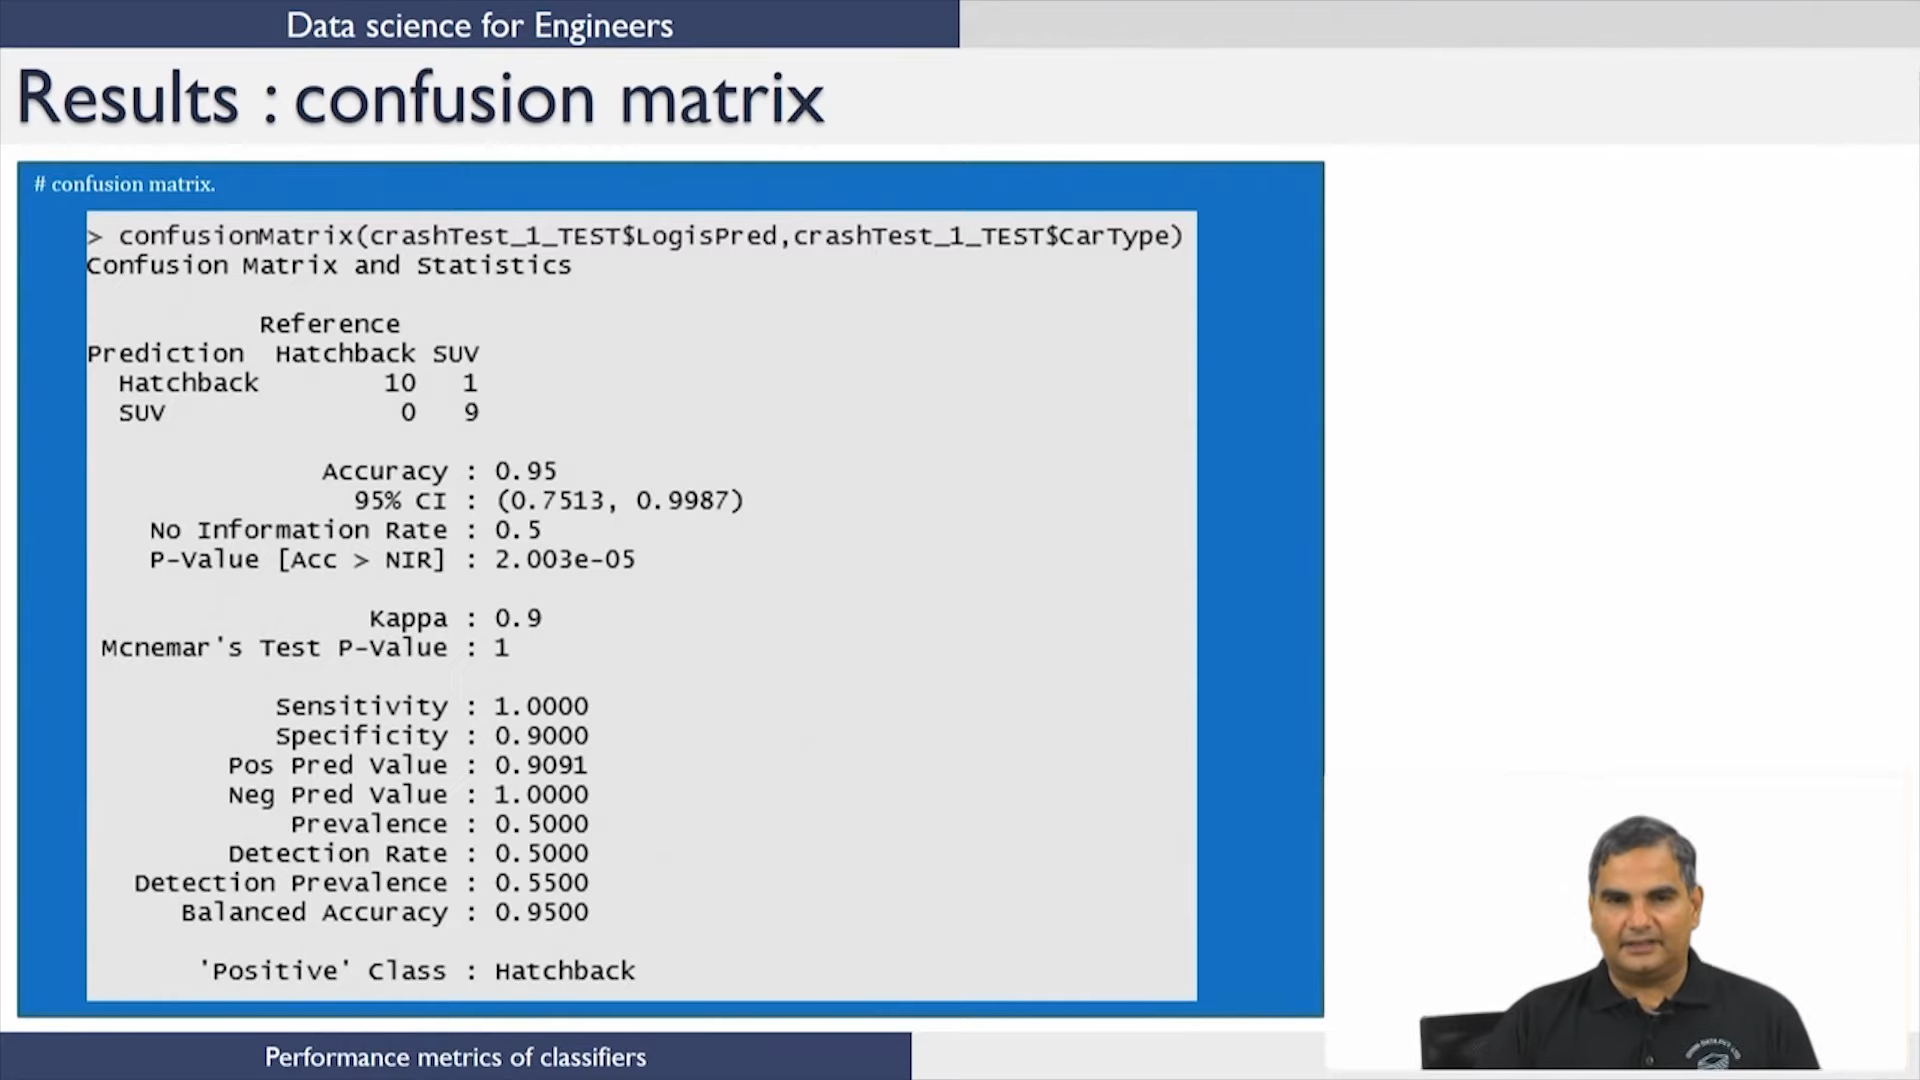 Data science for Engineers
Results : confusion matrix
# confusion matrix.
> confusionMatrix(crashTest_1_TEST$LogisPred,crashTest_1_TEST$CarType)
Confusion Matrix and Statistics
Reference
Prediction Hatchback SUV
Hatchback 10 1
SUV 0 9
Accuracy : 0.95
95% CI : (0.7513, 0.9987)
No Information Rate : 0.5
P-Value [Acc > NIR] : 2.003e-05
Kappa : 0.9
Mcnemar's Test P-Value : 1
Sensitivity : 1.0000
Specificity : 0.9000
Pos Pred Value : 0.9091
Neg Pred Value : 1.0000
Prevalence : 0.5000
Detection Rate : 0.5000
Detection Prevalence : 0.5500
Balanced Accuracy : 0.9500
'Positive' Class : Hatchback
Performance metrics of classifiers